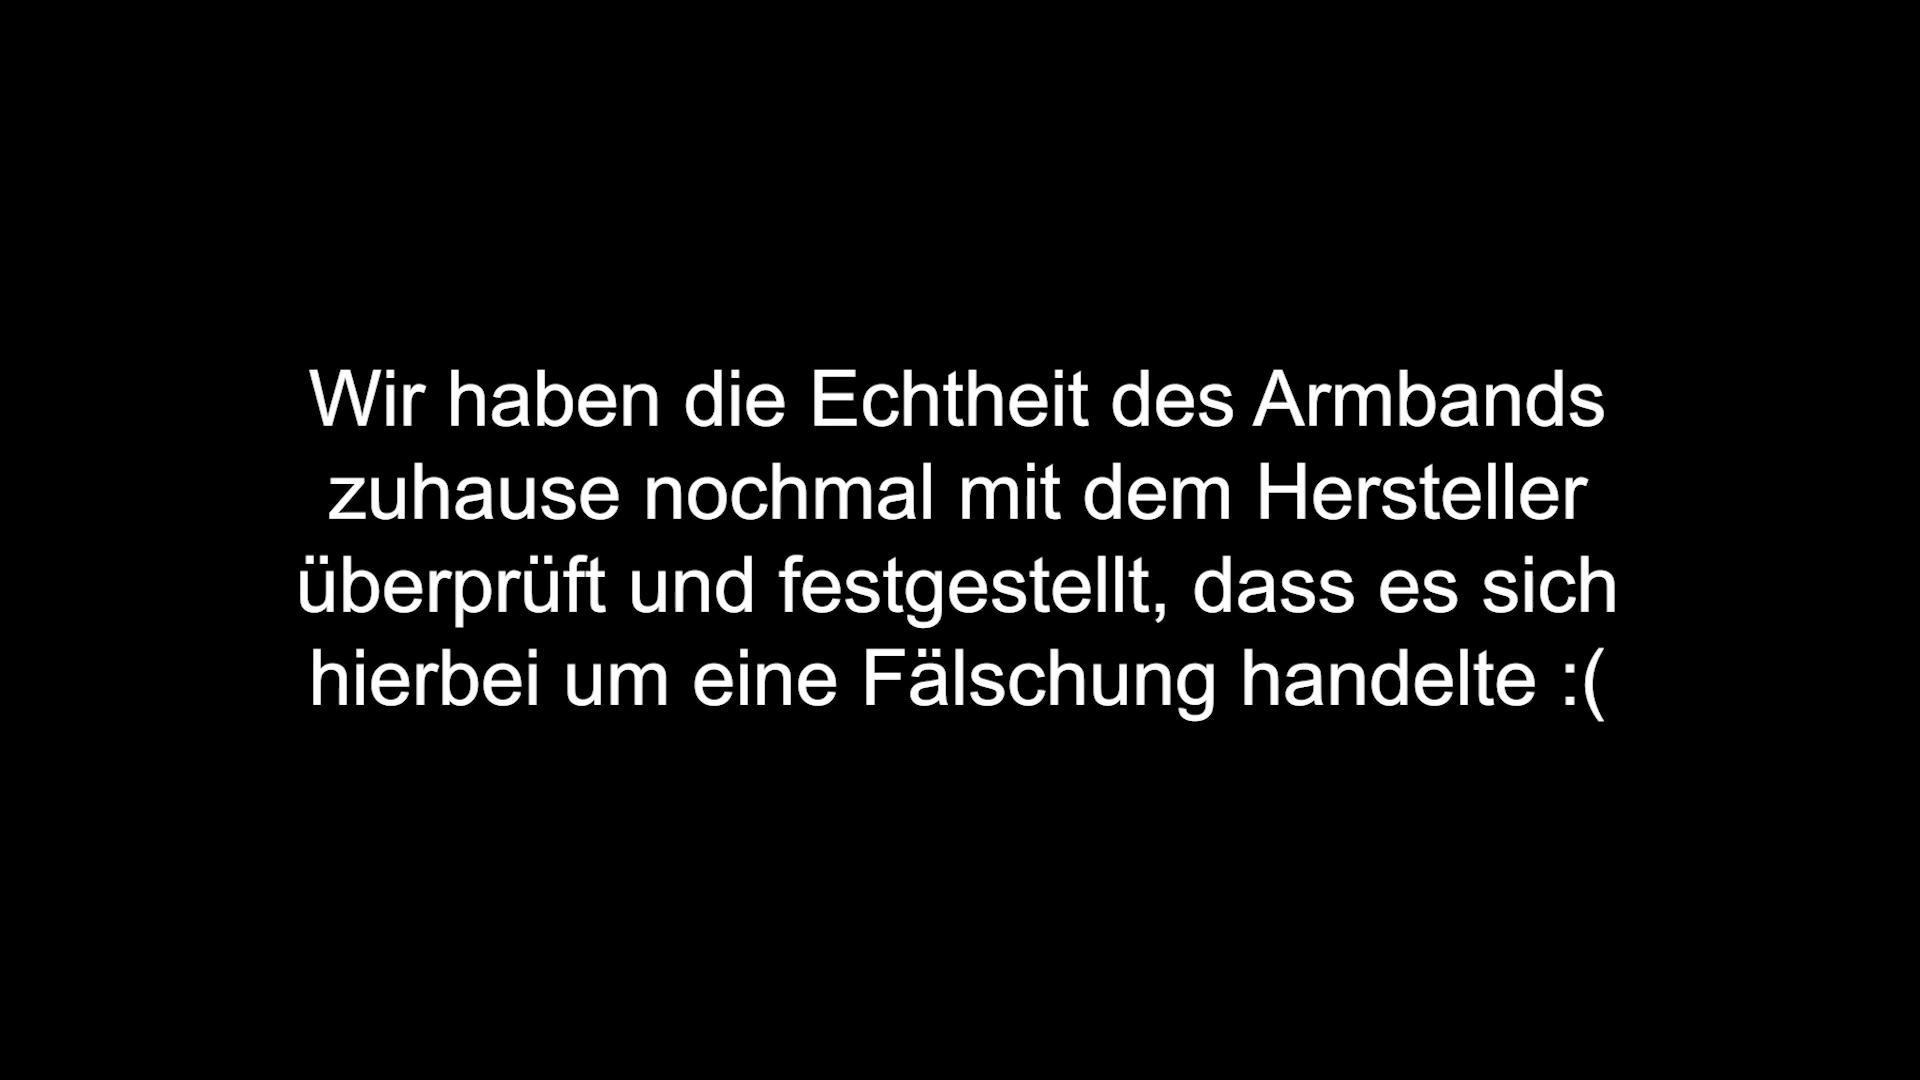 Wir haben die Echtheit des Armbands
zuhause nochmal mit dem Hersteller
überprüft und festgestellt, dass es sich
hierbei um eine Fälschung handelte :(